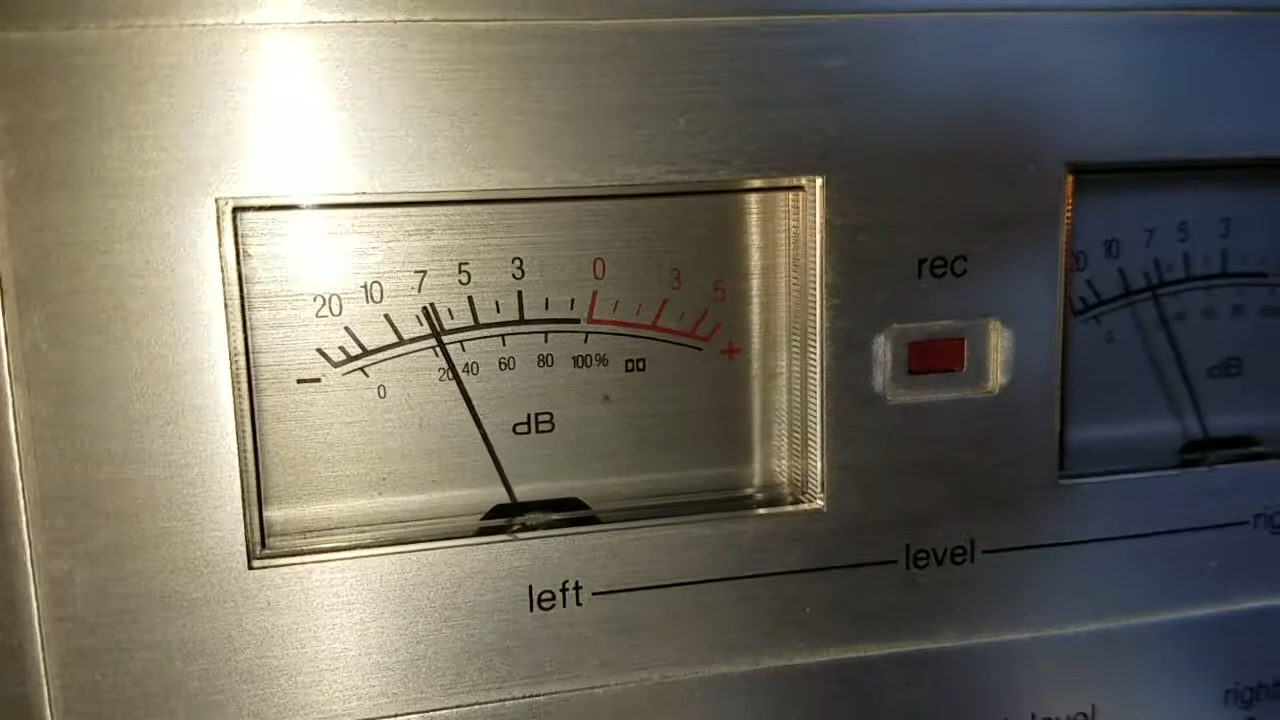 20 10 7 5 3 0 3 5
− +
0 20 40 60 80 100%
dB
rec
10 7 5 3
dB
left level
level
right